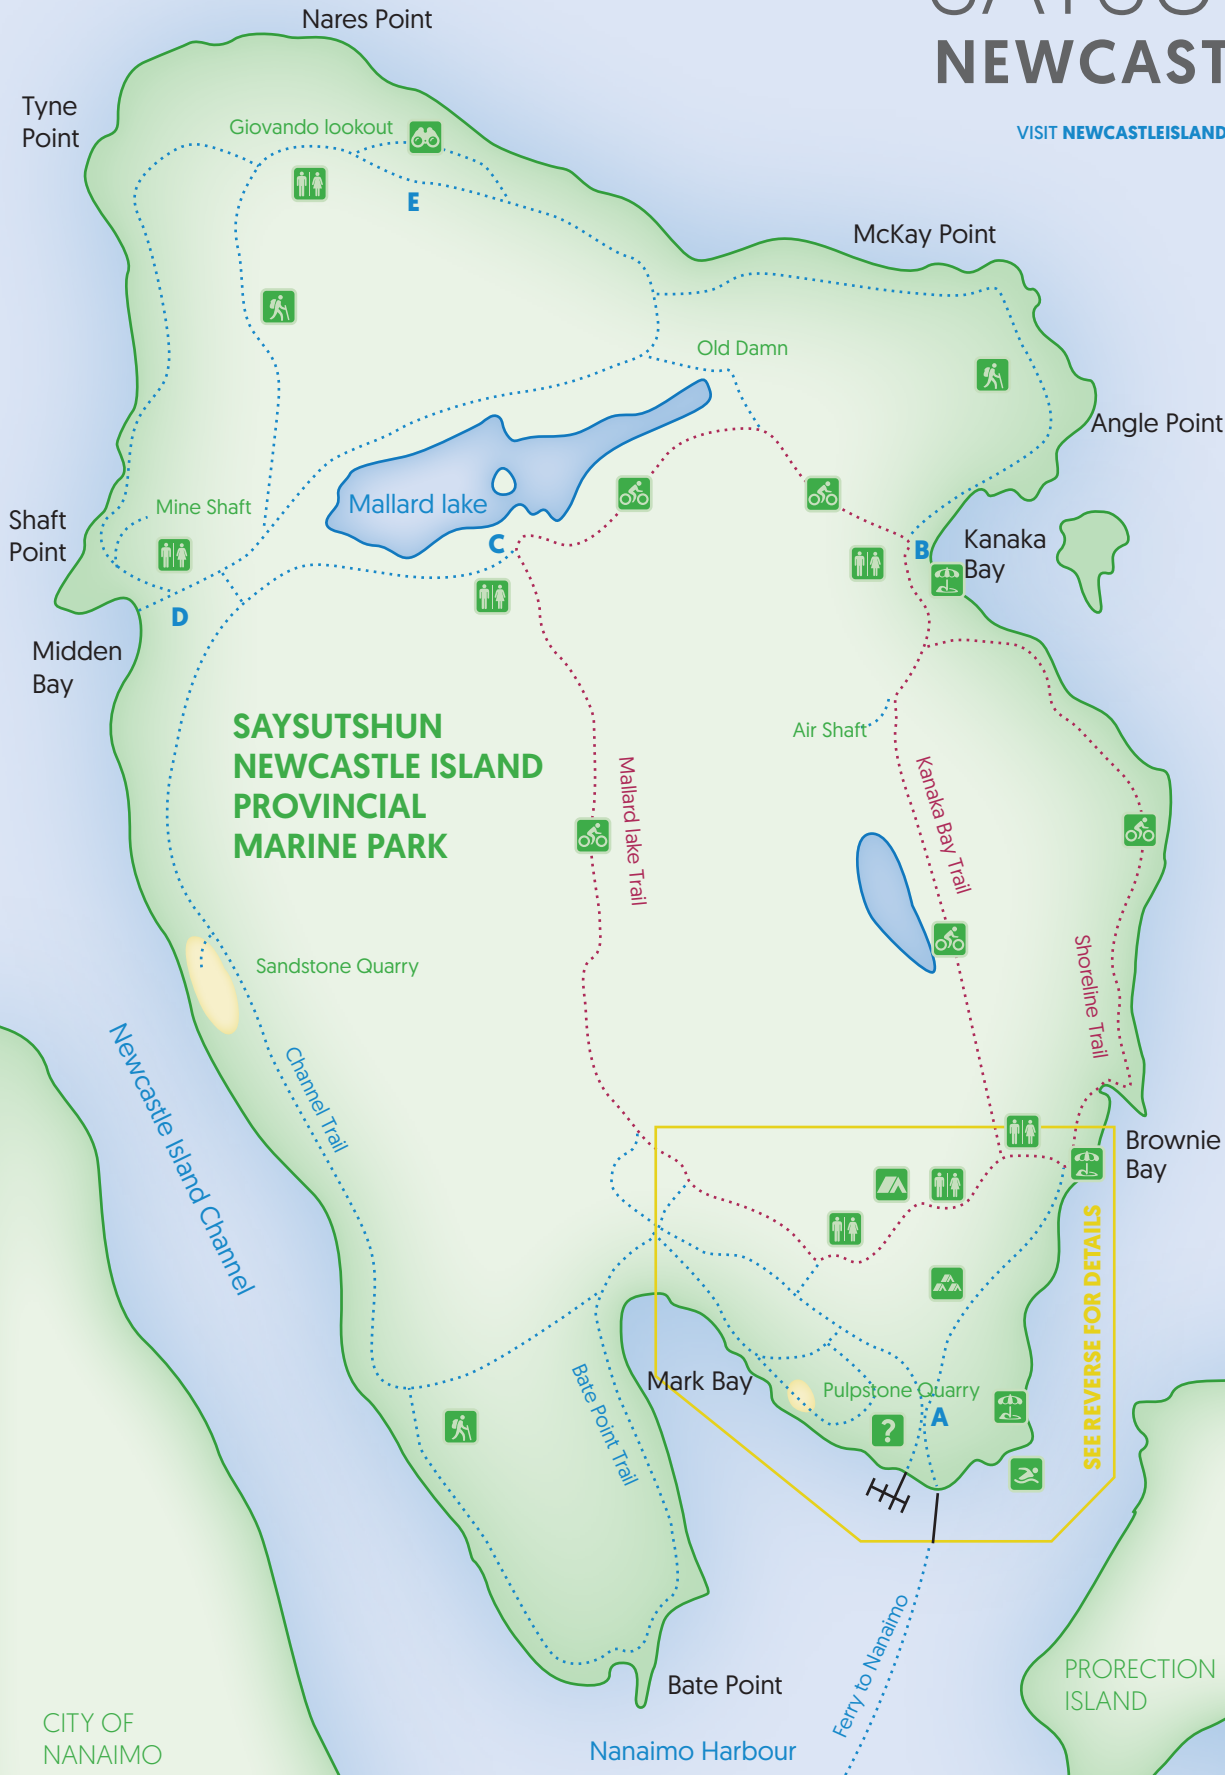 Nares Point
NEWCAST
Tyne
Point
Giovando lookout
VISIT NEWCASTLEISLAND
E
McKay Point
Old Damn
Angle Point
Mallard lake
Mine Shaft
Shaft
Point
C
B
Kanaka
Bay
D
Midden
Bay
SAYSUTSHUN
NEWCASTLE ISLAND
PROVINCIAL
MARINE PARK
Air Shaft
Mallard lake Trail
Kanaka Bay Trail
Shoreline Trail
Sandstone Quarry
Newcastle Island Channel
Channel Trail
Brownie
Bay
SEE REVERSE FOR DETAILS
Mark Bay
Pulpstone Quarry
A
?
Bate Point Trail
Ferry to Nanaimo
Bate Point
PRORECTION
ISLAND
CITY OF
NANAIMO
Nanaimo Harbour